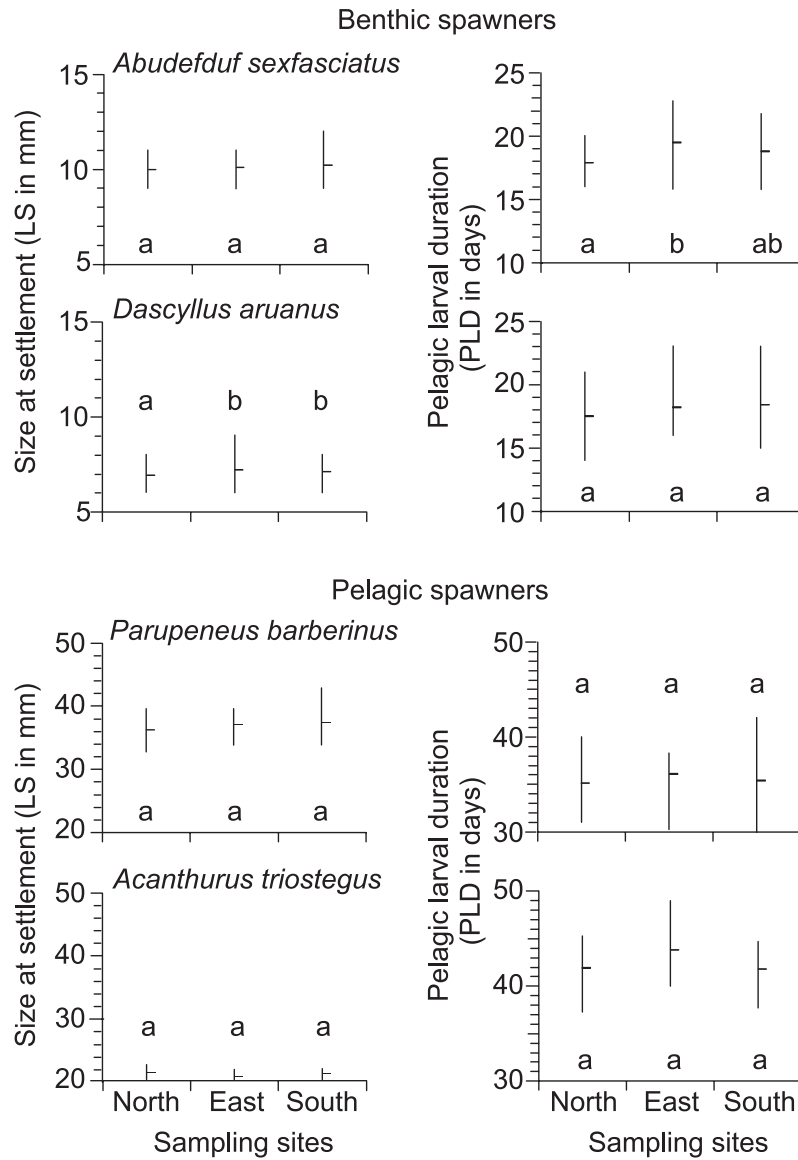 Benthic spawners
Abudefduf sexfasciatus
Size at settlement (LS in mm)
15
10
5
a a a
Pelagic larval duration
(PLD in days)
25
20
15
10
a b ab
Dascyllus aruanus
15
10
5
a b b
25
20
15
10
a a a
Pelagic spawners
Parupeneus barberinus
Size at settlement (LS in mm)
50
40
30
20
a a a
Pelagic larval duration
(PLD in days)
50
40
30
a a a
Acanthurus triostegus
50
40
30
20
a a a
North East South
Sampling sites
50
40
30
a a a
North East South
Sampling sites